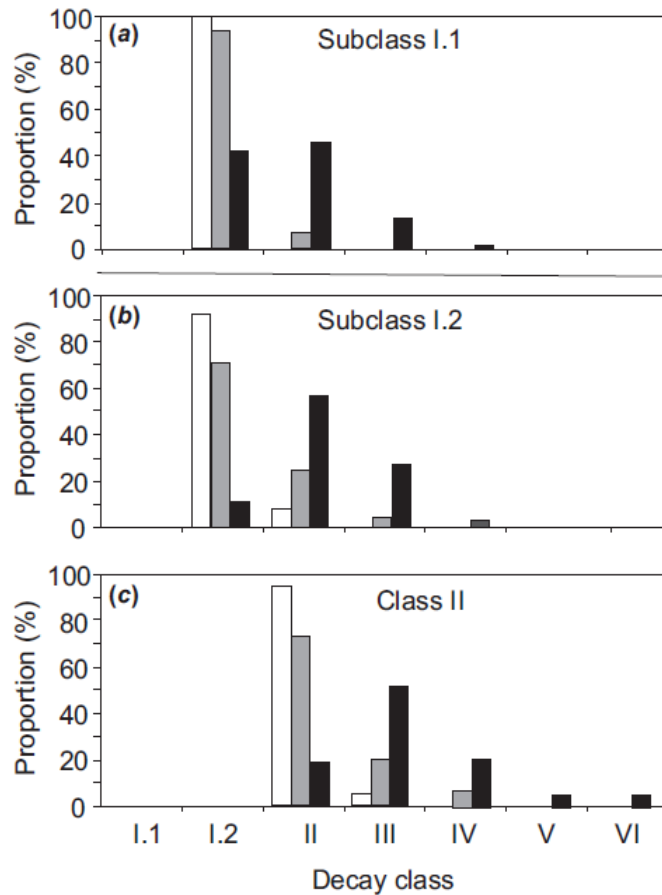 (a) Subclass I.1
Proportion (%)
100
80
60
40
20
0
(b) Subclass I.2
Proportion (%)
100
80
60
40
20
0
(c) Class II
Proportion (%)
100
80
60
40
20
0
I.1 I.2 II III IV V VI
Decay class